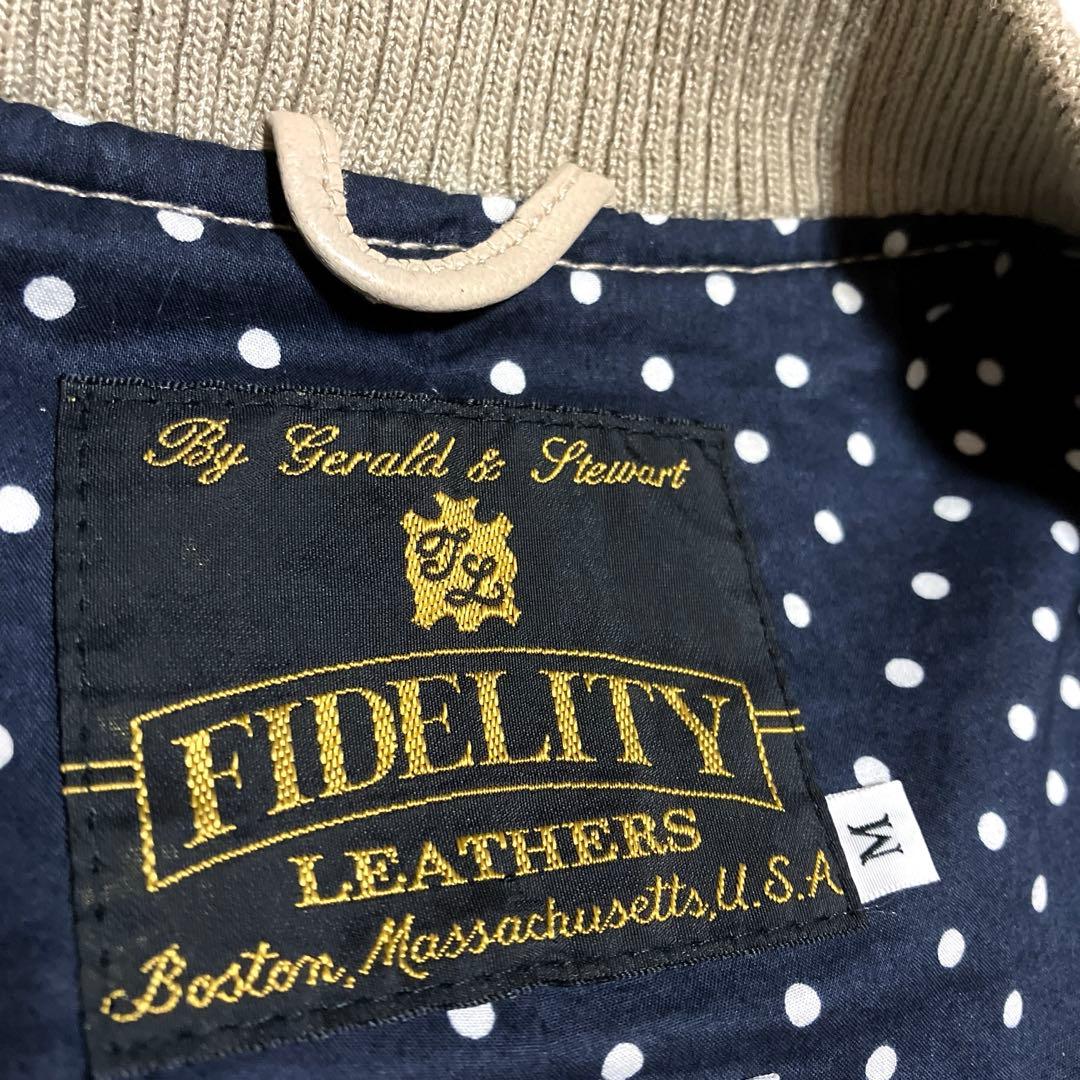 By Gerald & Stewart
FL
FIDELITY
LEATHERS
Boston, Massachusetts, U.S.A
M